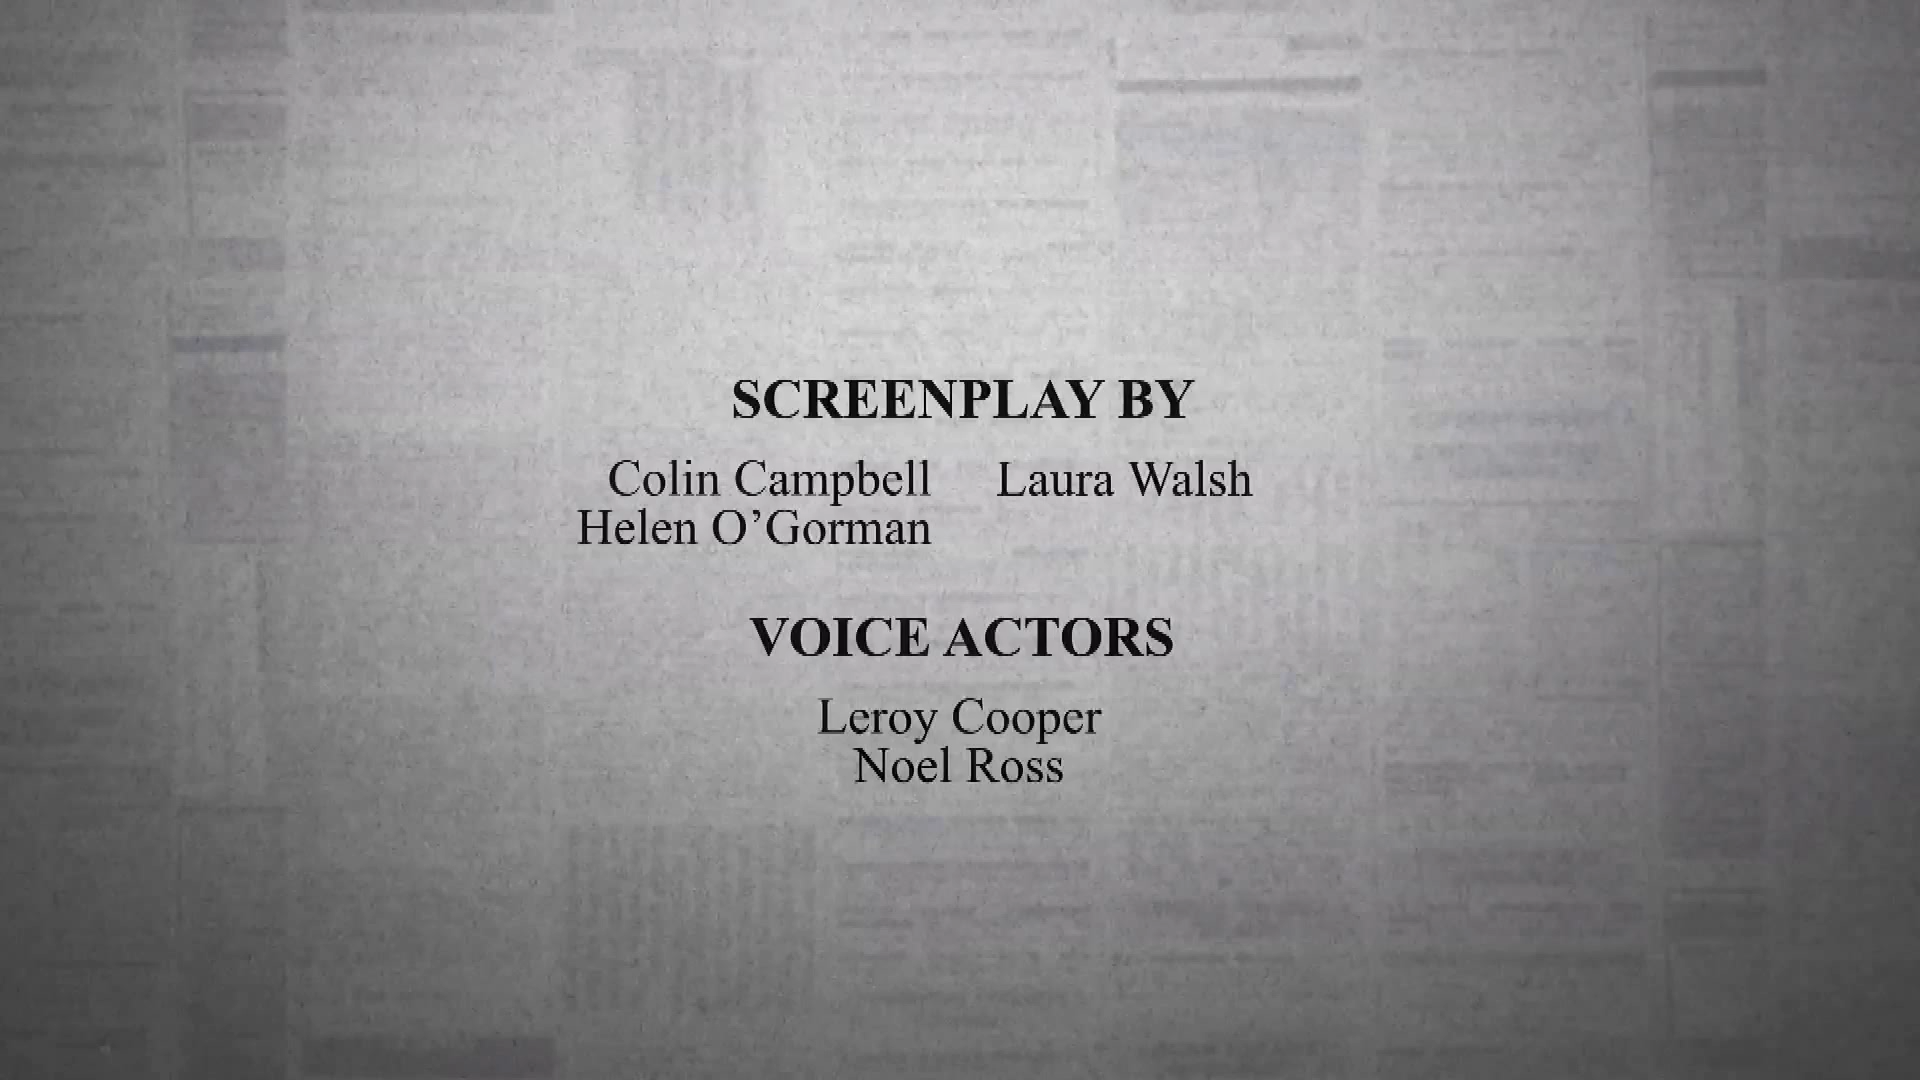 SCREENPLAY BY
Colin Campbell Laura Walsh
Helen O’Gorman
VOICE ACTORS
Leroy Cooper
Noel Ross